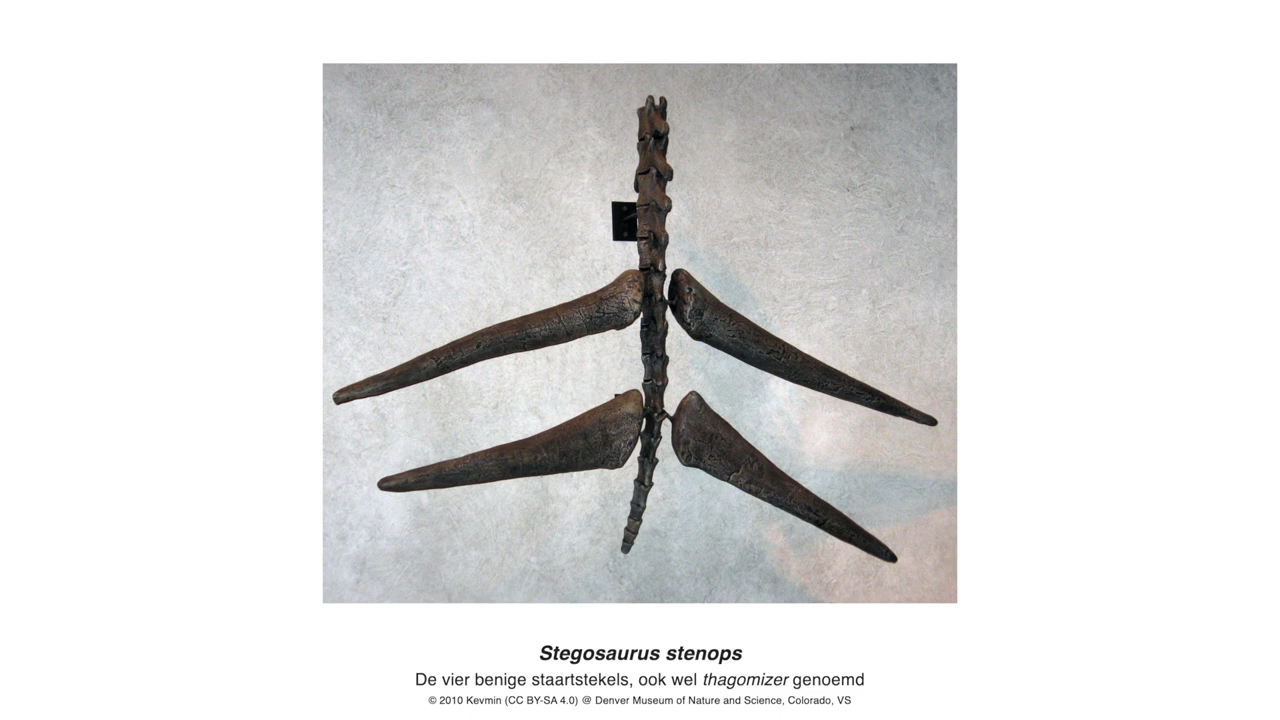 Stegosaurus stenops
De vier benige staartstekels, ook wel thagomizer genoemd
© 2010 Kevmin (CC BY-SA 4.0) @ Denver Museum of Nature and Science, Colorado, VS